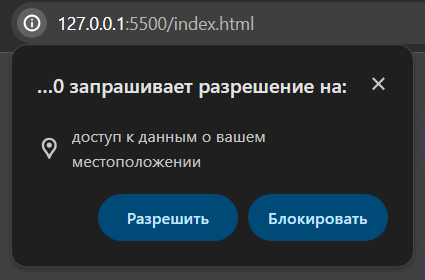 127.0.0.1:5500/index.html
...0 запрашивает разрешение на:
доступ к данным о вашем
местоположении
Разрешить Блокировать